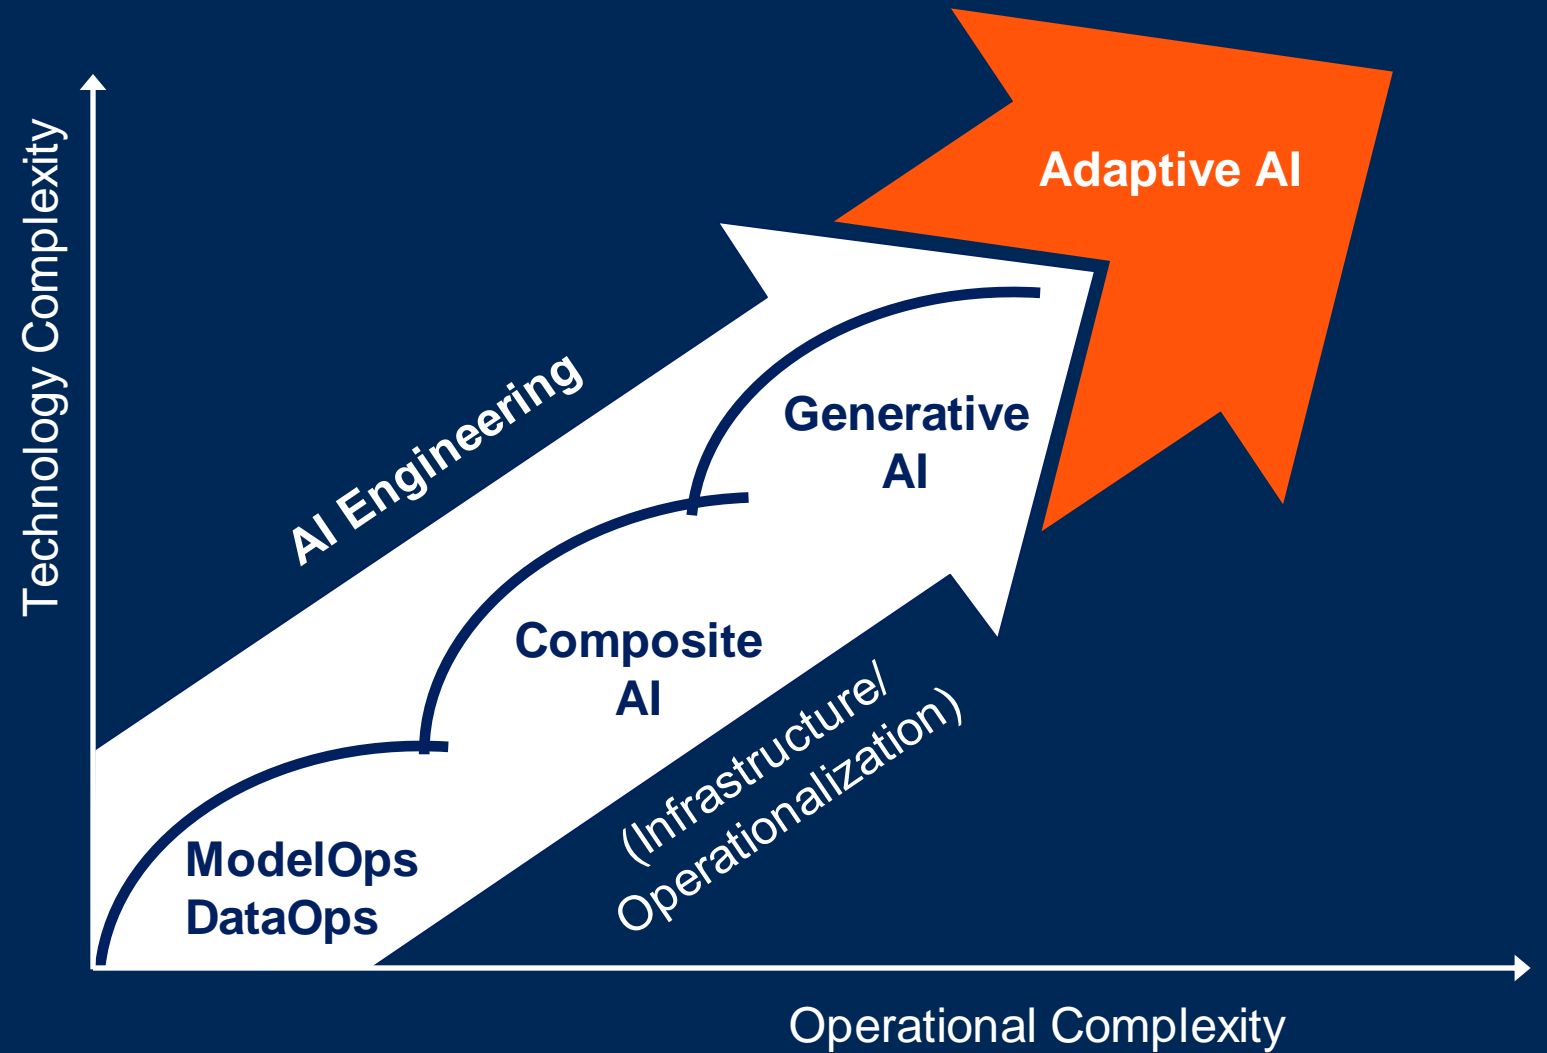 Technology Complexity
Adaptive AI
AI Engineering
Generative
AI
Composite
AI
(Infrastructure/
Operationalization)
ModelOps
DataOps
Operational Complexity